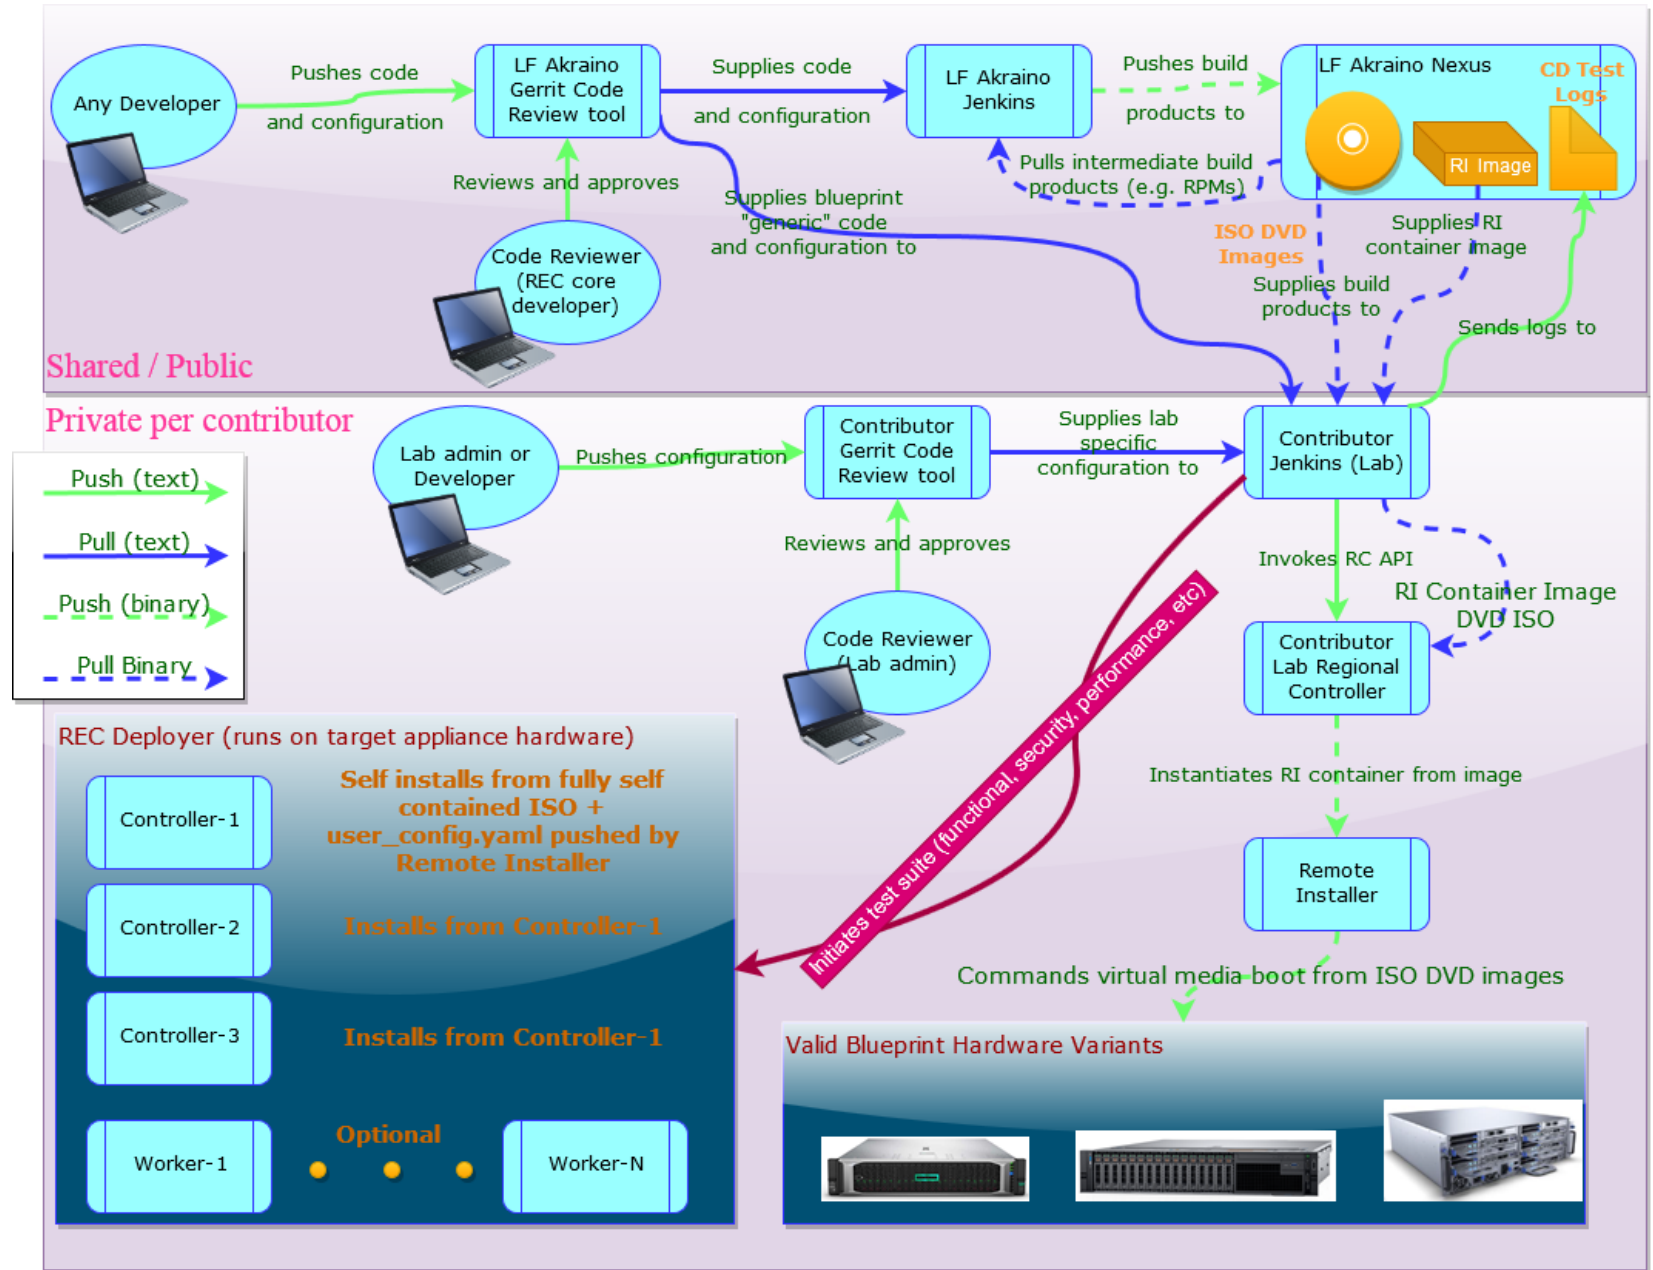 Any Developer
Pushes code
and configuration
LF Akraino
Gerrit Code
Review tool
Supplies code
and configuration
LF Akraino
Jenkins
Pushes build
products to
LF Akraino Nexus
CD Test
Logs
RI Image
Pulls intermediate build
products (e.g. RPMs)
Reviews and approves
Supplies blueprint
"generic" code
and configuration to
ISO DVD
Images
Supplies RI
container image
Supplies build
products to
Sends logs to
Code Reviewer
(REC core
developer)
Shared / Public
Private per contributor
Push (text)
Pull (text)
Push (binary)
Pull Binary
Lab admin or
Developer
Pushes configuration
Contributor
Gerrit Code
Review tool
Supplies lab
specific
configuration to
Contributor
Jenkins (Lab)
Reviews and approves
Code Reviewer
(Lab admin)
Invokes RC API
RI Container Image
DVD ISO
Contributor
Lab Regional
Controller
Initiates test suite (functional, security, performance, etc)
Instantiates RI container from image
Remote
Installer
Commands virtual media boot from ISO DVD images
REC Deployer (runs on target appliance hardware)
Controller-1
Self installs from fully self
contained ISO +
user_config.yaml pushed by
Remote Installer
Controller-2
Installs from Controller-1
Controller-3
Installs from Controller-1
Worker-1
Optional
Worker-N
Valid Blueprint Hardware Variants